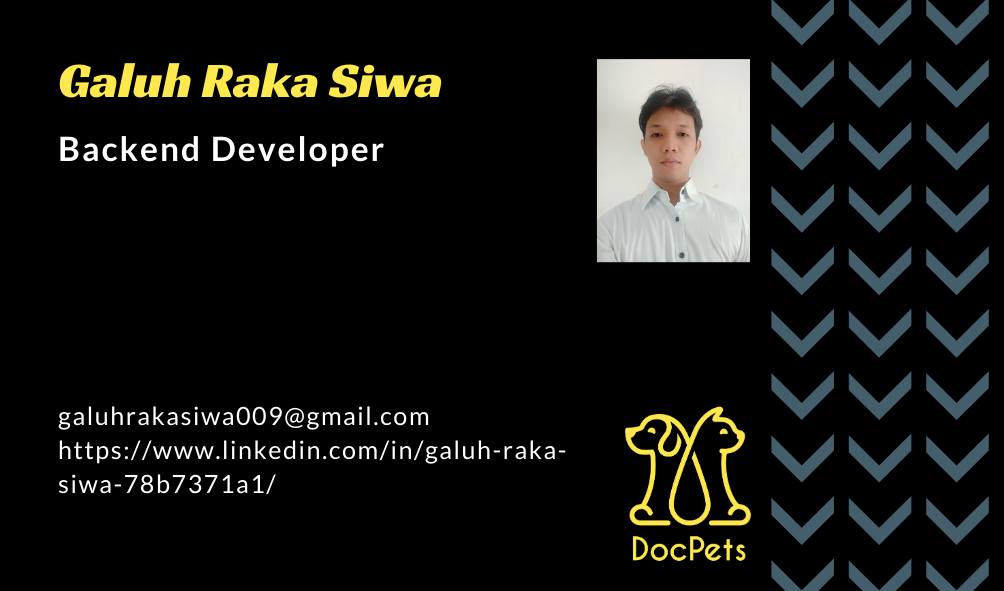 Galuh Raka Siwa
Backend Developer
galuhrakasiwa009@gmail.com
https://www.linkedin.com/in/galuh-raka-
siwa-78b7371a1/
DocPets